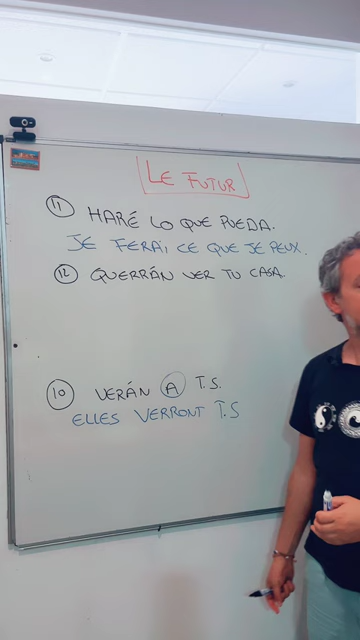 LE FUTUR
11 HARÉ LO QUE PUEDA.
JE FERAI, CE QUE JE PEUX.
12 QUERRÁN VER TU CASA.
10 VERÁN A T.S.
ELLES VERRONT T.S